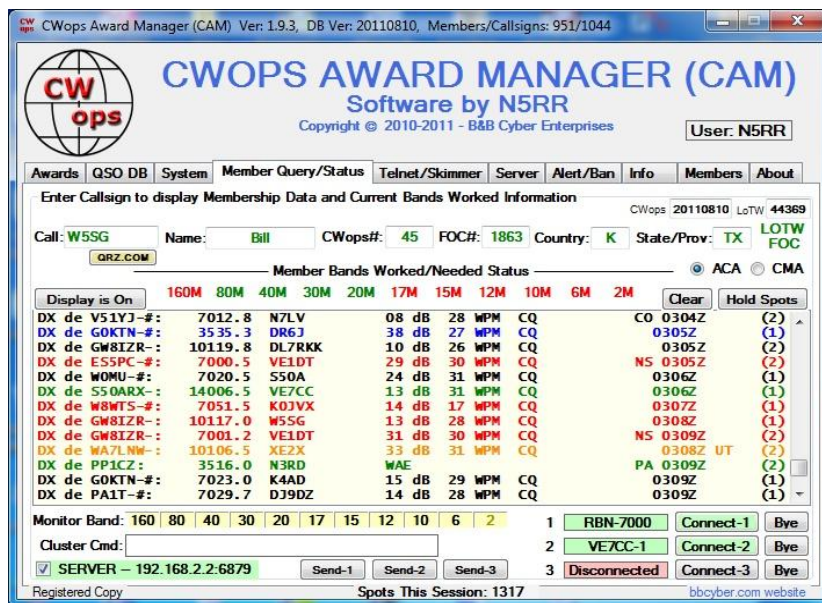 CWops Award Manager (CAM) Ver: 1.9.3, DB Ver: 20110810, Members/Callsigns: 951/1044
CW ops
CWOPS AWARD MANAGER (CAM)
Software by N5RR
Copyright © 2010-2011 - B&B Cyber Enterprises
User: N5RR
Awards QSO DB System Member Query/Status Telnet/Skimmer Server Alert/Ban Info Members About
Enter Callsign to display Membership Data and Current Bands Worked Information
CWops 20110810 LoTW 44369
Call: W5SG Name: Bill CWops#: 45 FOC#: 1863 Country: K State/Prov: TX LOTW FOC
QRZ.COM
Member Bands Worked/Needed Status ACA CMA
Display is On 160M 80M 40M 30M 20M 17M 15M 12M 10M 6M 2M Clear Hold Spots
DX de V51YJ-#: 7012.8 N7LV 08 dB 28 WPM CQ CO 0304Z (2)
DX de G0KTN-#: 3535.3 DR6J 38 dB 27 WPM CQ 0305Z (1)
DX de GW8IZR-: 10119.8 DL7RKK 10 dB 26 WPM CQ 0305Z (2)
DX de ES5PC-#: 7000.5 VE1DT 29 dB 30 WPM CQ NS 0305Z (2)
DX de W0MU-#: 7020.5 S50A 24 dB 31 WPM CQ 0306Z (1)
DX de S50ARX-: 14006.5 VE7CC 13 dB 31 WPM CQ 0306Z (1)
DX de W8WTS-#: 7051.5 K0JVX 14 dB 17 WPM CQ 0307Z (1)
DX de GW8IZR-: 10117.0 W5SG 13 dB 28 WPM CQ 0308Z (1)
DX de GW8IZR-: 7001.2 VE1DT 31 dB 30 WPM CQ NS 0309Z (2)
DX de WA7LNW-: 10106.5 XE2X 33 dB 31 WPM CQ 0308Z UT (2)
DX de PP1CZ: 3516.0 N3RD WAE PA 0309Z (2)
DX de G0KTN-#: 7023.0 K4AD 15 dB 29 WPM CQ 0309Z (1)
DX de PA1T-#: 7029.7 DJ9DZ 14 dB 28 WPM CQ 0309Z (1)
Monitor Band: 160 80 40 30 20 17 15 12 10 6 2 1 RBN-7000 Connect-1 Bye
Cluster Cmd: 2 VE7CC-1 Connect-2 Bye
SERVER -- 192.168.2.2:6879 Send-1 Send-2 Send-3 3 Disconnected Connect-3 Bye
Registered Copy Spots This Session: 1317 bbcyber.com website